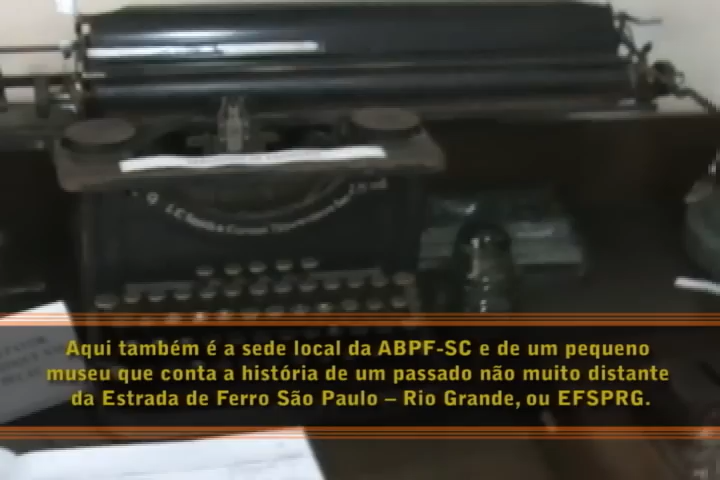 Aqui também é a sede local da ABPF-SC e de um pequeno
museu que conta a história de um passado não muito distante
da Estrada de Ferro São Paulo – Rio Grande, ou EFSPRG.